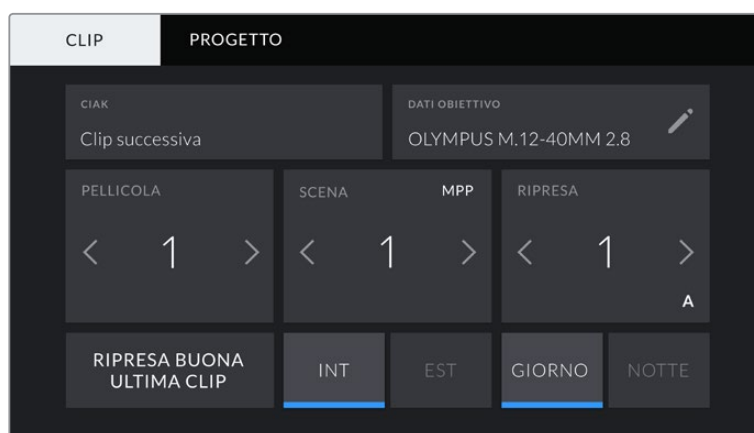 CLIP PROGETTO
CIAK
Clip successiva
DATI OBIETTIVO
OLYMPUS M.12-40MM 2.8
PELLICOLA
1
SCENA MPP
1
RIPRESA
1
A
RIPRESA BUONA
ULTIMA CLIP
INT
EST
GIORNO
NOTTE